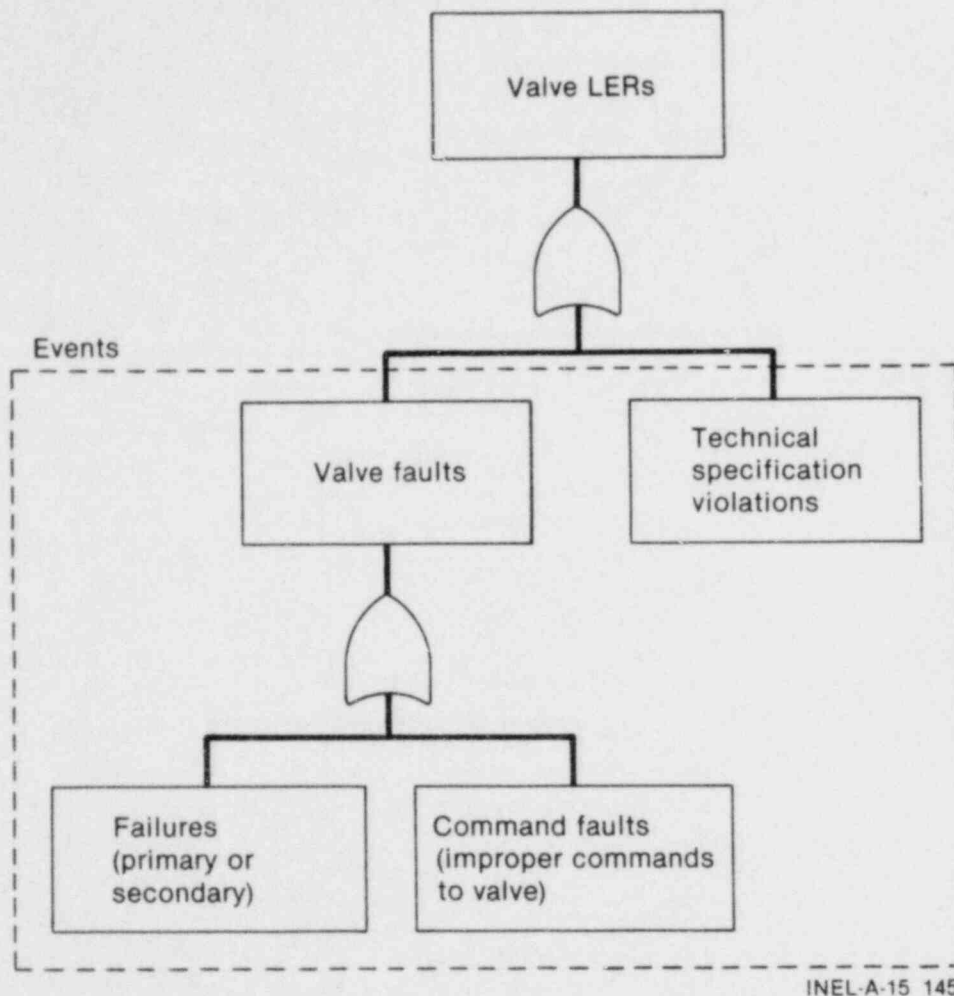 Valve LERs
Events
Valve faults
Technical
specification
violations
Failures
(primary or
secondary)
Command faults
(improper commands
to valve)
INEL-A-15 145